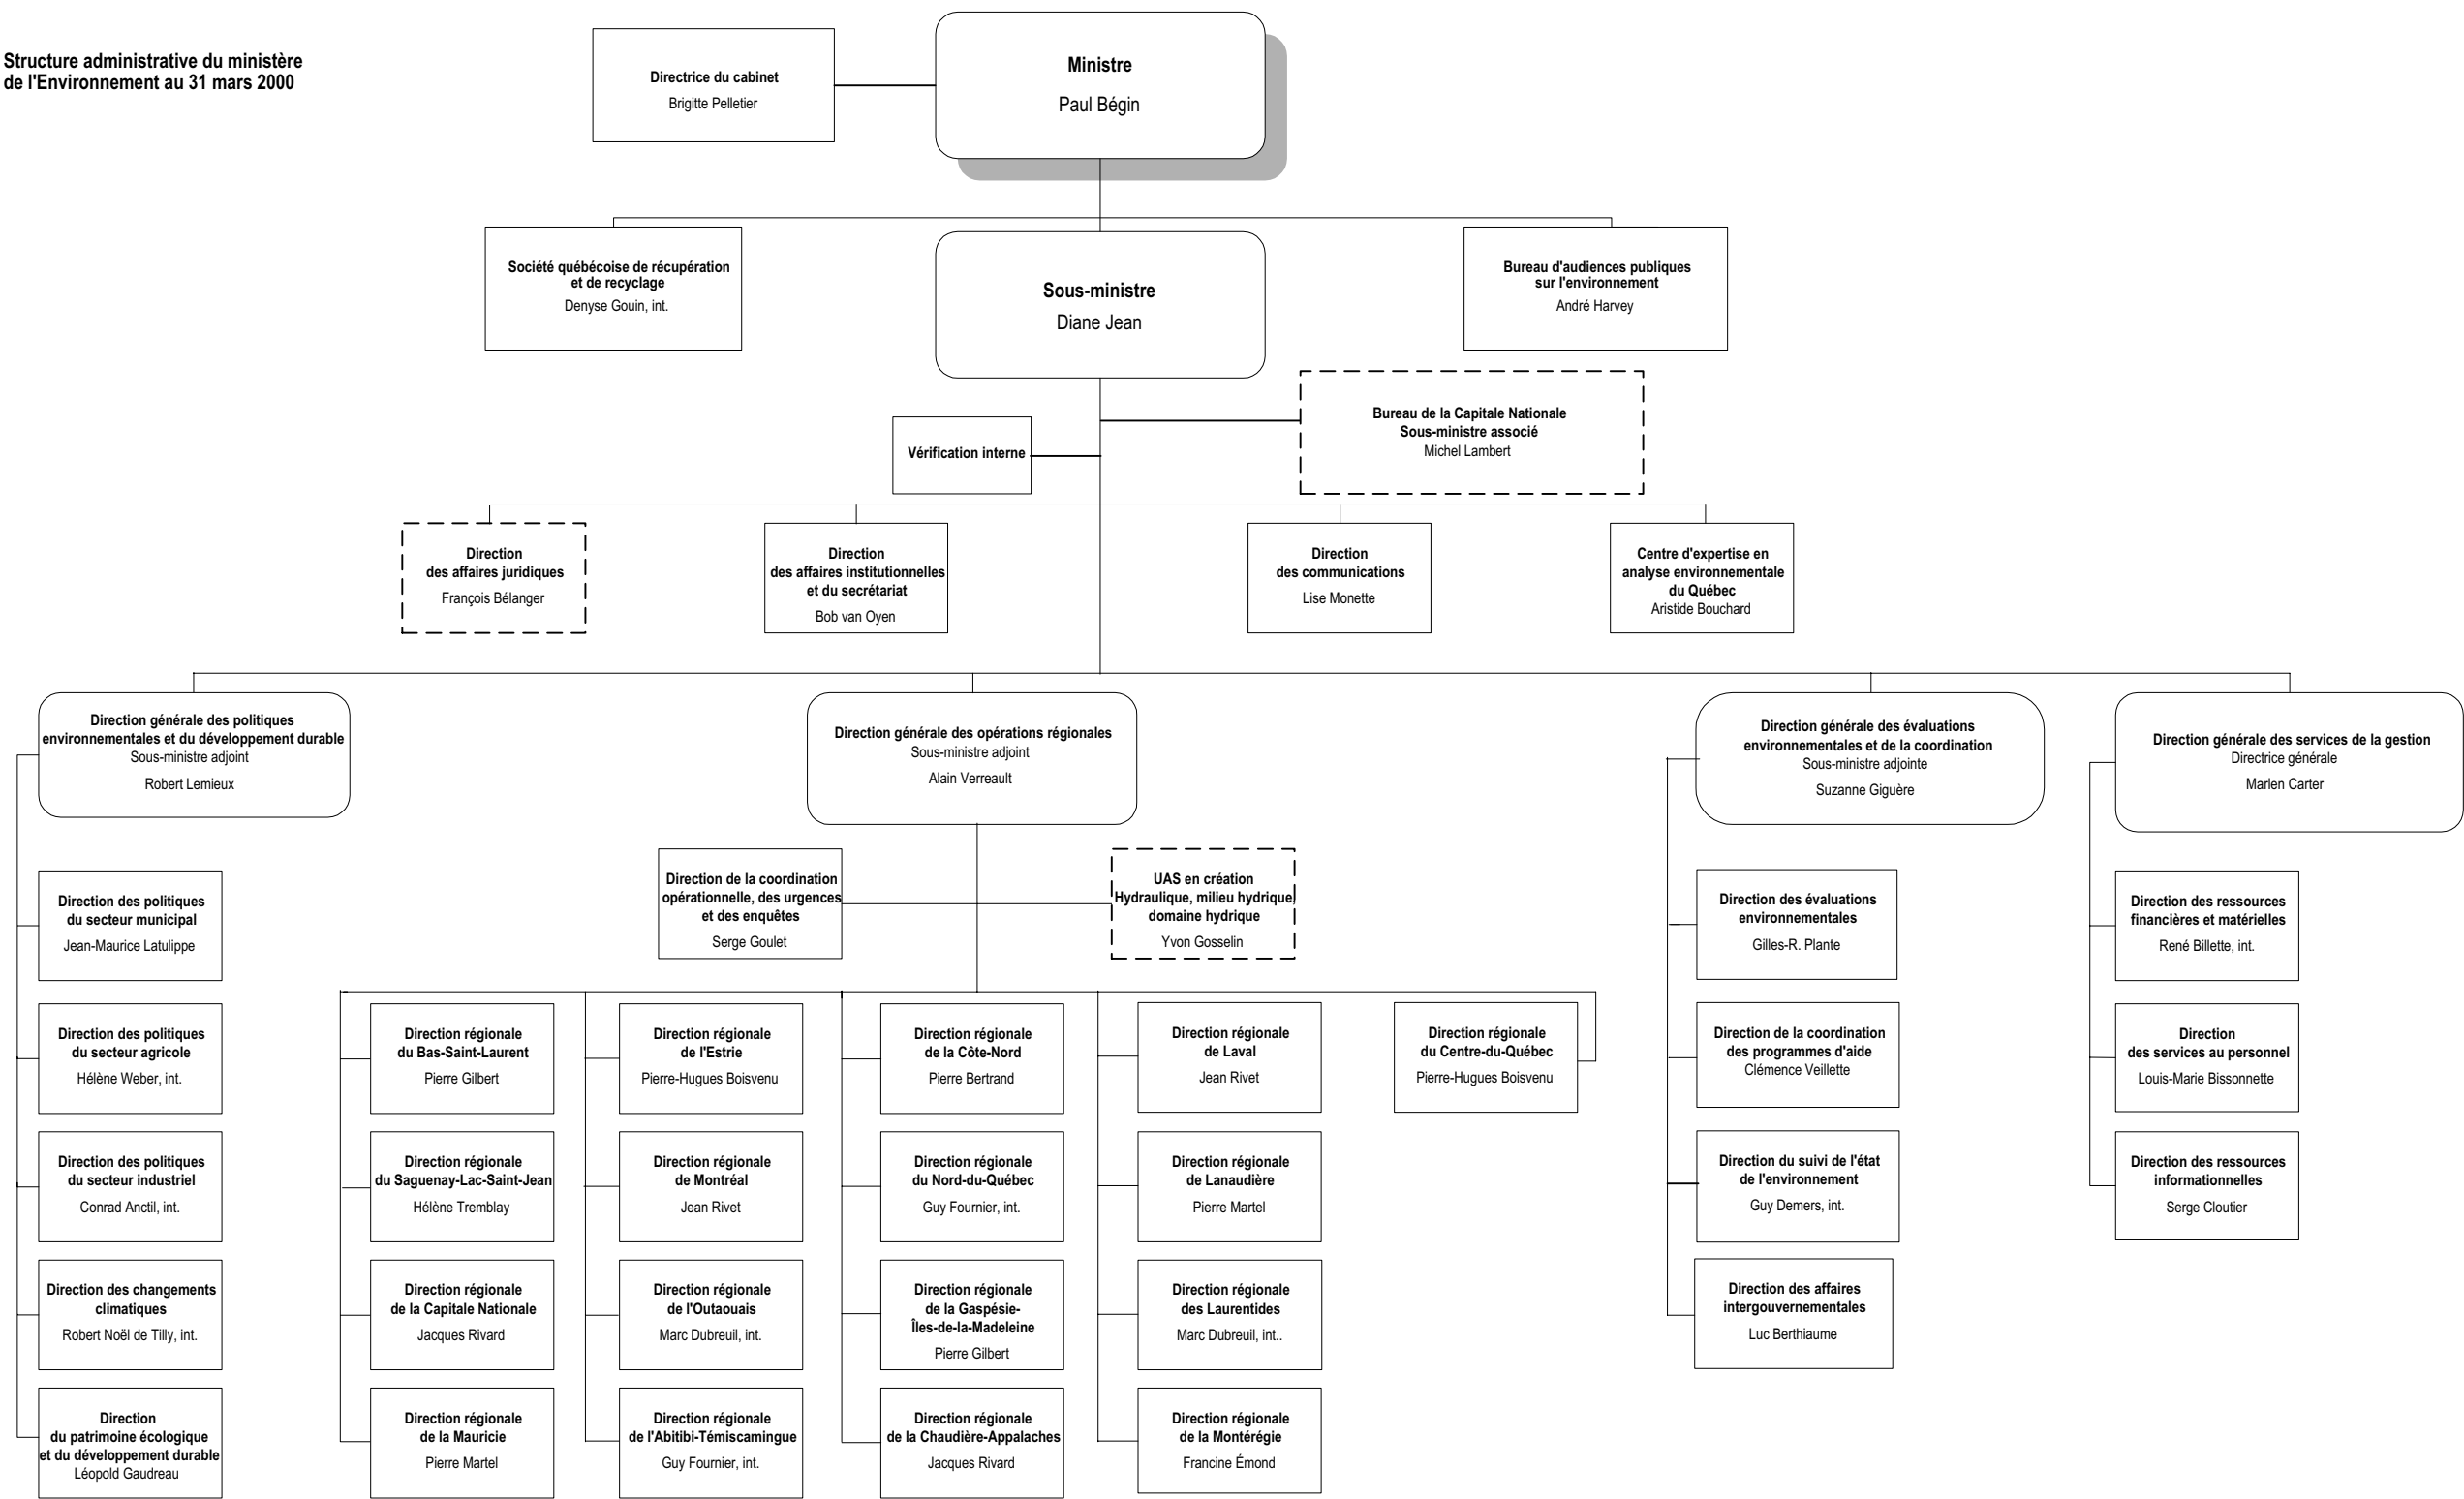 Structure administrative du ministère
de l'Environnement au 31 mars 2000
Directrice du cabinet
Brigitte Pelletier
Ministre
Paul Bégin
Société québécoise de récupération
et de recyclage
Denyse Gouin, int.
Sous-ministre
Diane Jean
Bureau d'audiences publiques
sur l'environnement
André Harvey
Bureau de la Capitale Nationale
Sous-ministre associé
Michel Lambert
Vérification interne
Direction
des affaires juridiques
François Bélanger
Direction
des affaires institutionnelles
et du secrétariat
Bob van Oyen
Direction
des communications
Lise Monette
Centre d'expertise en
analyse environnementale
du Québec
Aristide Bouchard
Direction générale des politiques
environnementales et du développement durable
Sous-ministre adjoint
Robert Lemieux
Direction générale des opérations régionales
Sous-ministre adjoint
Alain Verreault
Direction générale des évaluations
environnementales et de la coordination
Sous-ministre adjointe
Suzanne Giguère
Direction générale des services de la gestion
Directrice générale
Marlen Carter
Direction des politiques
du secteur municipal
Jean-Maurice Latulippe
Direction de la coordination
opérationnelle, des urgences
et des enquêtes
Serge Goulet
UAS en création
Hydraulique, milieu hydrique,
domaine hydrique
Yvon Gosselin
Direction des évaluations
environnementales
Gilles-R. Plante
Direction des ressources
financières et matérielles
René Billette, int.
Direction des politiques
du secteur agricole
Hélène Weber, int.
Direction régionale
du Bas-Saint-Laurent
Pierre Gilbert
Direction régionale
de l'Estrie
Pierre-Hugues Boisvenu
Direction régionale
de la Côte-Nord
Pierre Bertrand
Direction régionale
de Laval
Jean Rivet
Direction régionale
du Centre-du-Québec
Pierre-Hugues Boisvenu
Direction de la coordination
des programmes d'aide
Clémence Veillette
Direction
des services au personnel
Louis-Marie Bissonnette
Direction des politiques
du secteur industriel
Conrad Anctil, int.
Direction régionale
du Saguenay-Lac-Saint-Jean
Hélène Tremblay
Direction régionale
de Montréal
Jean Rivet
Direction régionale
du Nord-du-Québec
Guy Fournier, int.
Direction régionale
de Lanaudière
Pierre Martel
Direction du suivi de l'état
de l'environnement
Guy Demers, int.
Direction des ressources
informationnelles
Serge Cloutier
Direction des changements
climatiques
Robert Noël de Tilly, int.
Direction régionale
de la Capitale Nationale
Jacques Rivard
Direction régionale
de l'Outaouais
Marc Dubreuil, int.
Direction régionale
de la Gaspésie-
Îles-de-la-Madeleine
Pierre Gilbert
Direction régionale
des Laurentides
Marc Dubreuil, int..
Direction des affaires
intergouvernementales
Luc Berthiaume
Direction
du patrimoine écologique
et du développement durable
Léopold Gaudreau
Direction régionale
de la Mauricie
Pierre Martel
Direction régionale
de l'Abitibi-Témiscamingue
Guy Fournier, int.
Direction régionale
de la Chaudière-Appalaches
Jacques Rivard
Direction régionale
de la Montérégie
Francine Émond